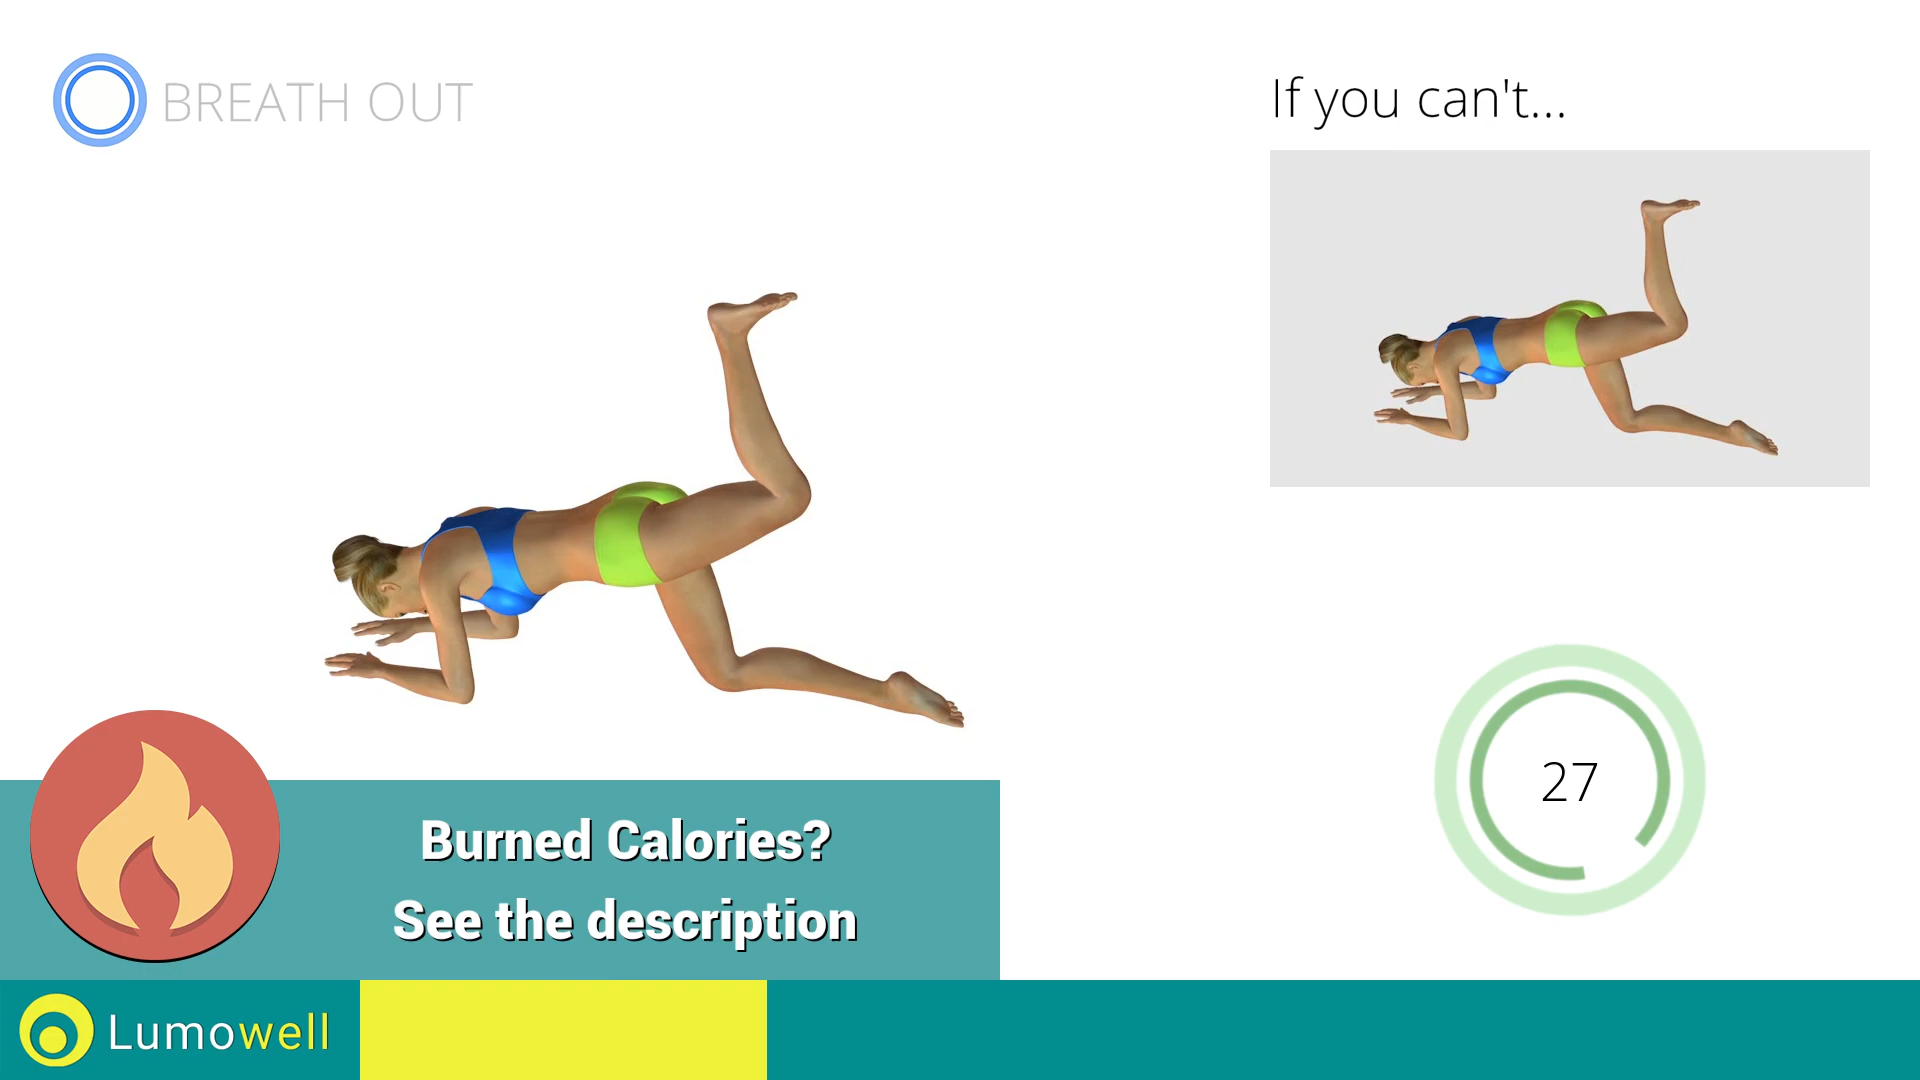 BREATH OUT
If you can't...
27
Burned Calories?
See the description
Lumowell